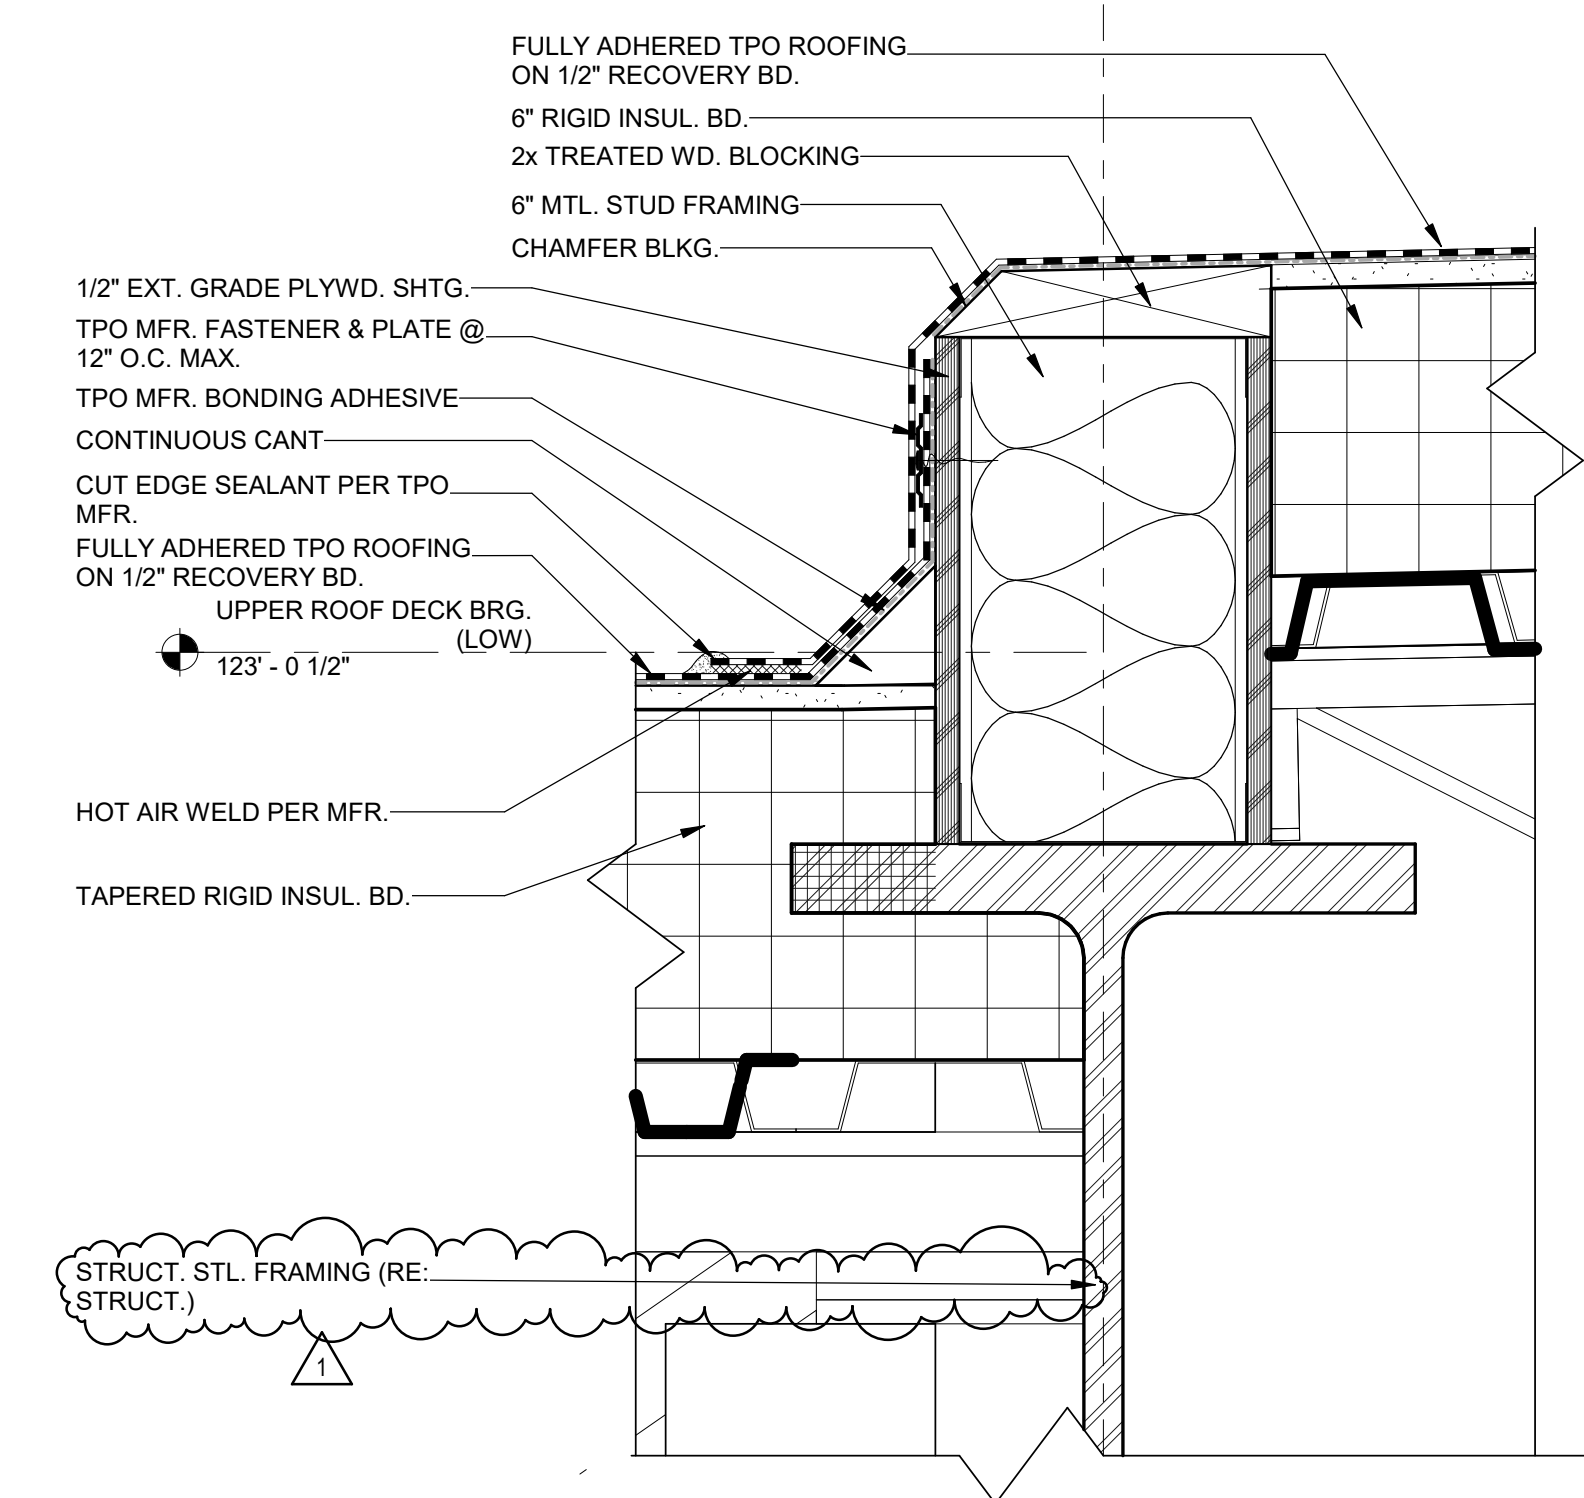 FULLY ADHERED TPO ROOFING
ON 1/2" RECOVERY BD.
6" RIGID INSUL. BD.
2x TREATED WD. BLOCKING
6" MTL. STUD FRAMING
CHAMFER BLKG.
1/2" EXT. GRADE PLYWD. SHTG.
TPO MFR. FASTENER & PLATE @
12" O.C. MAX.
TPO MFR. BONDING ADHESIVE
CONTINUOUS CANT
CUT EDGE SEALANT PER TPO
MFR.
FULLY ADHERED TPO ROOFING
ON 1/2" RECOVERY BD.
UPPER ROOF DECK BRG.
(LOW)
123' - 0 1/2"
HOT AIR WELD PER MFR.
TAPERED RIGID INSUL. BD.
STRUCT. STL. FRAMING (RE:
STRUCT.)
1